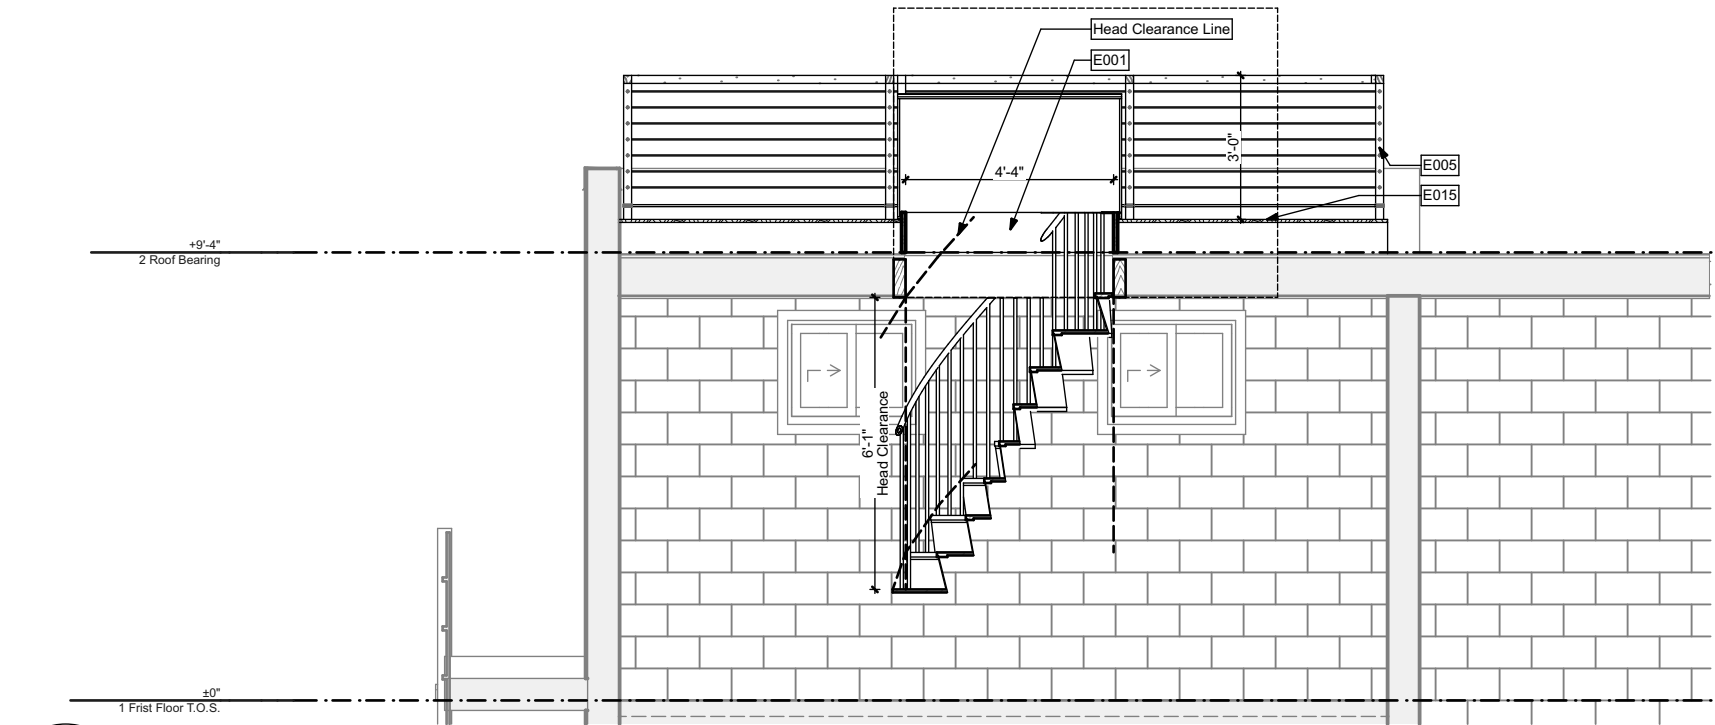 Head Clearance Line
E001
3'-0"
4'-4"
E005
E015
+9'-4"
2 Roof Bearing
6'-1"
Head Clearance
±0"
1 Frist Floor T.O.S.